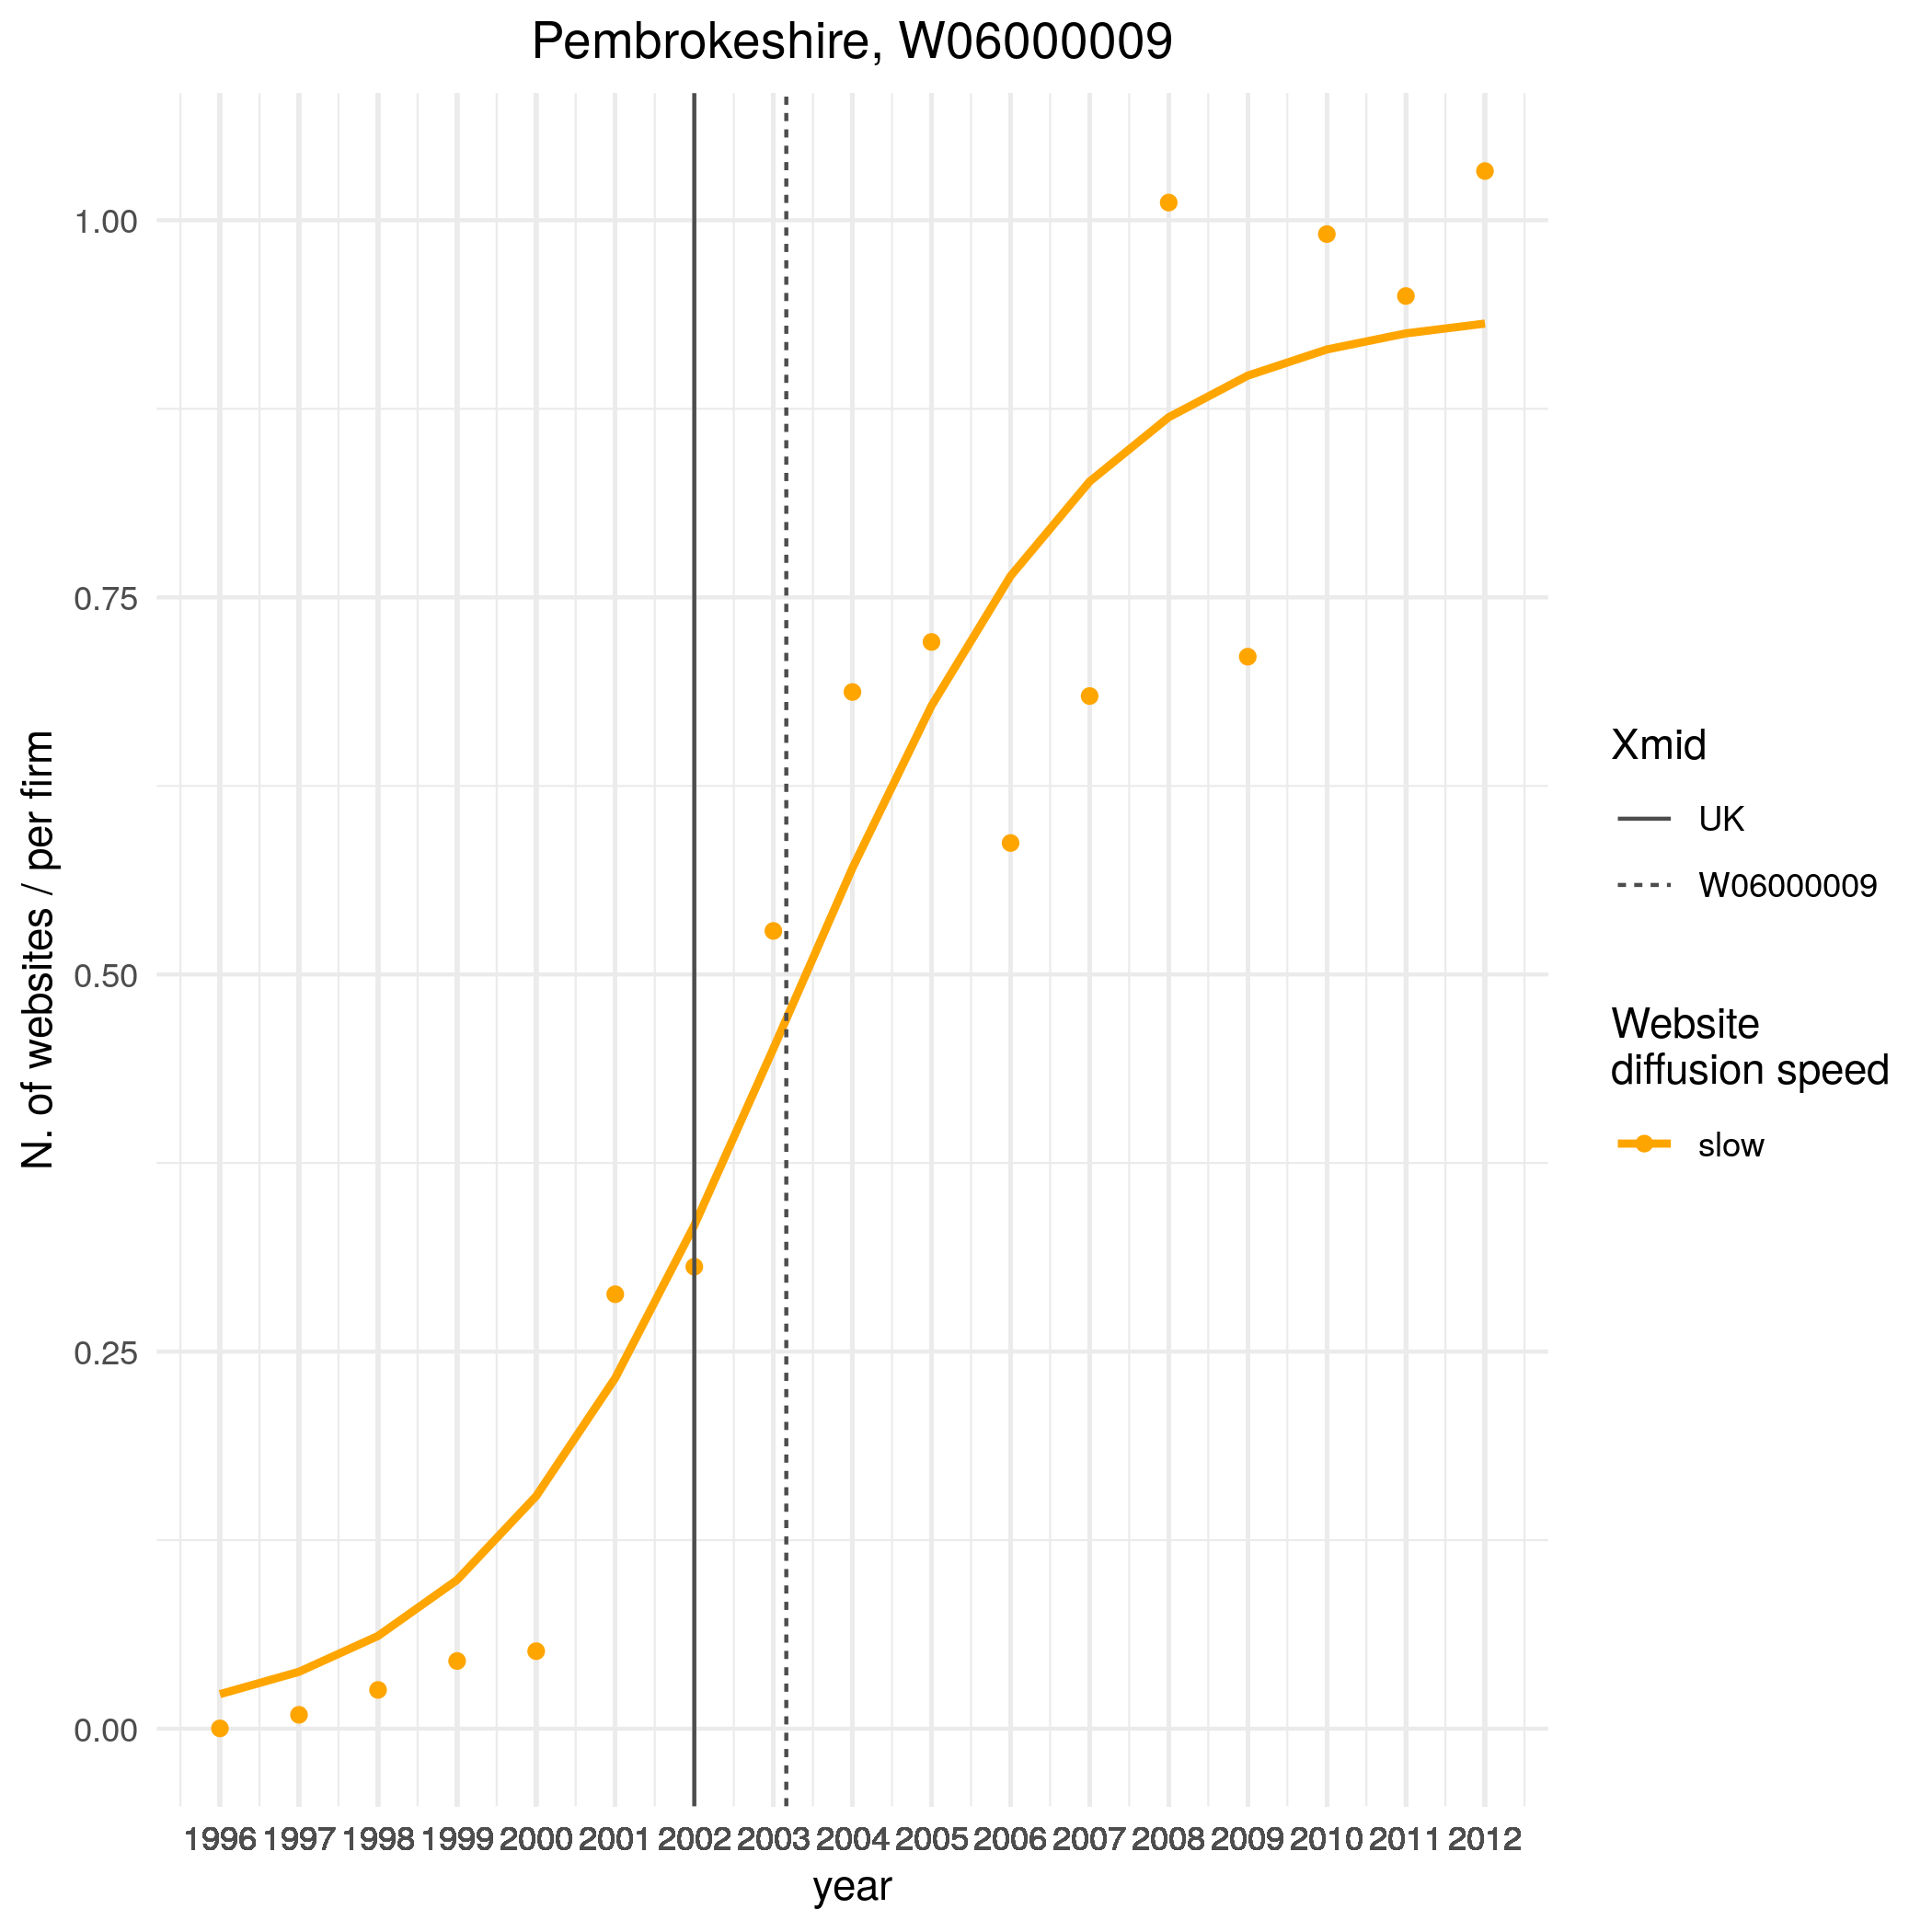 Pembrokeshire, W06000009
N. of websites / per firm
1.00
0.75
0.50
0.25
0.00
1996 1997 1998 1999 2000 2001 2002 2003 2004 2005 2006 2007 2008 2009 2010 2011 2012
year
Xmid
UK
W06000009
Website
diffusion speed
slow